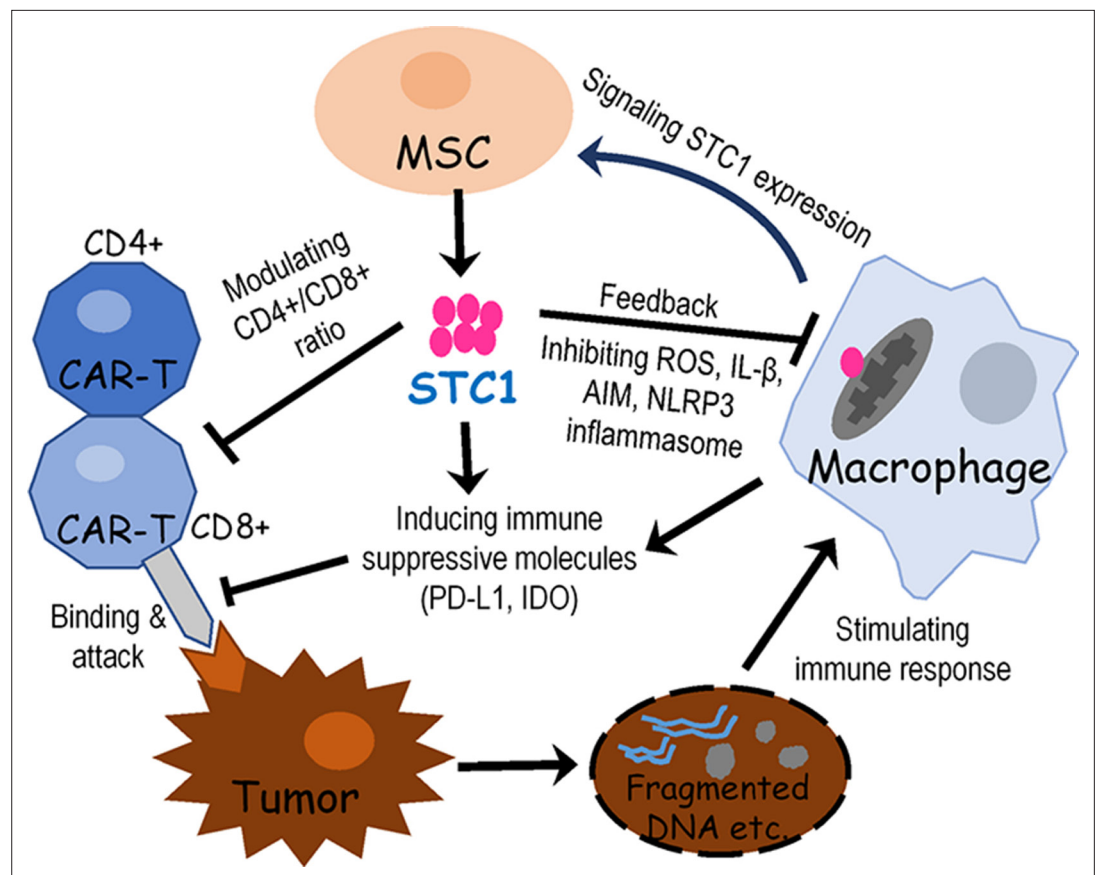 MSC
Signaling STC1 expression
CD4+
CAR-T
CAR-T
CD8+
Modulating
CD4+/CD8+
ratio
STC1
Feedback
Inhibiting ROS, IL-β,
AIM, NLRP3
inflammasome
Macrophage
Inducing immune
suppressive molecules
(PD-L1, IDO)
Binding &
attack
Stimulating
immune response
Tumor
Fragmented
DNA etc.